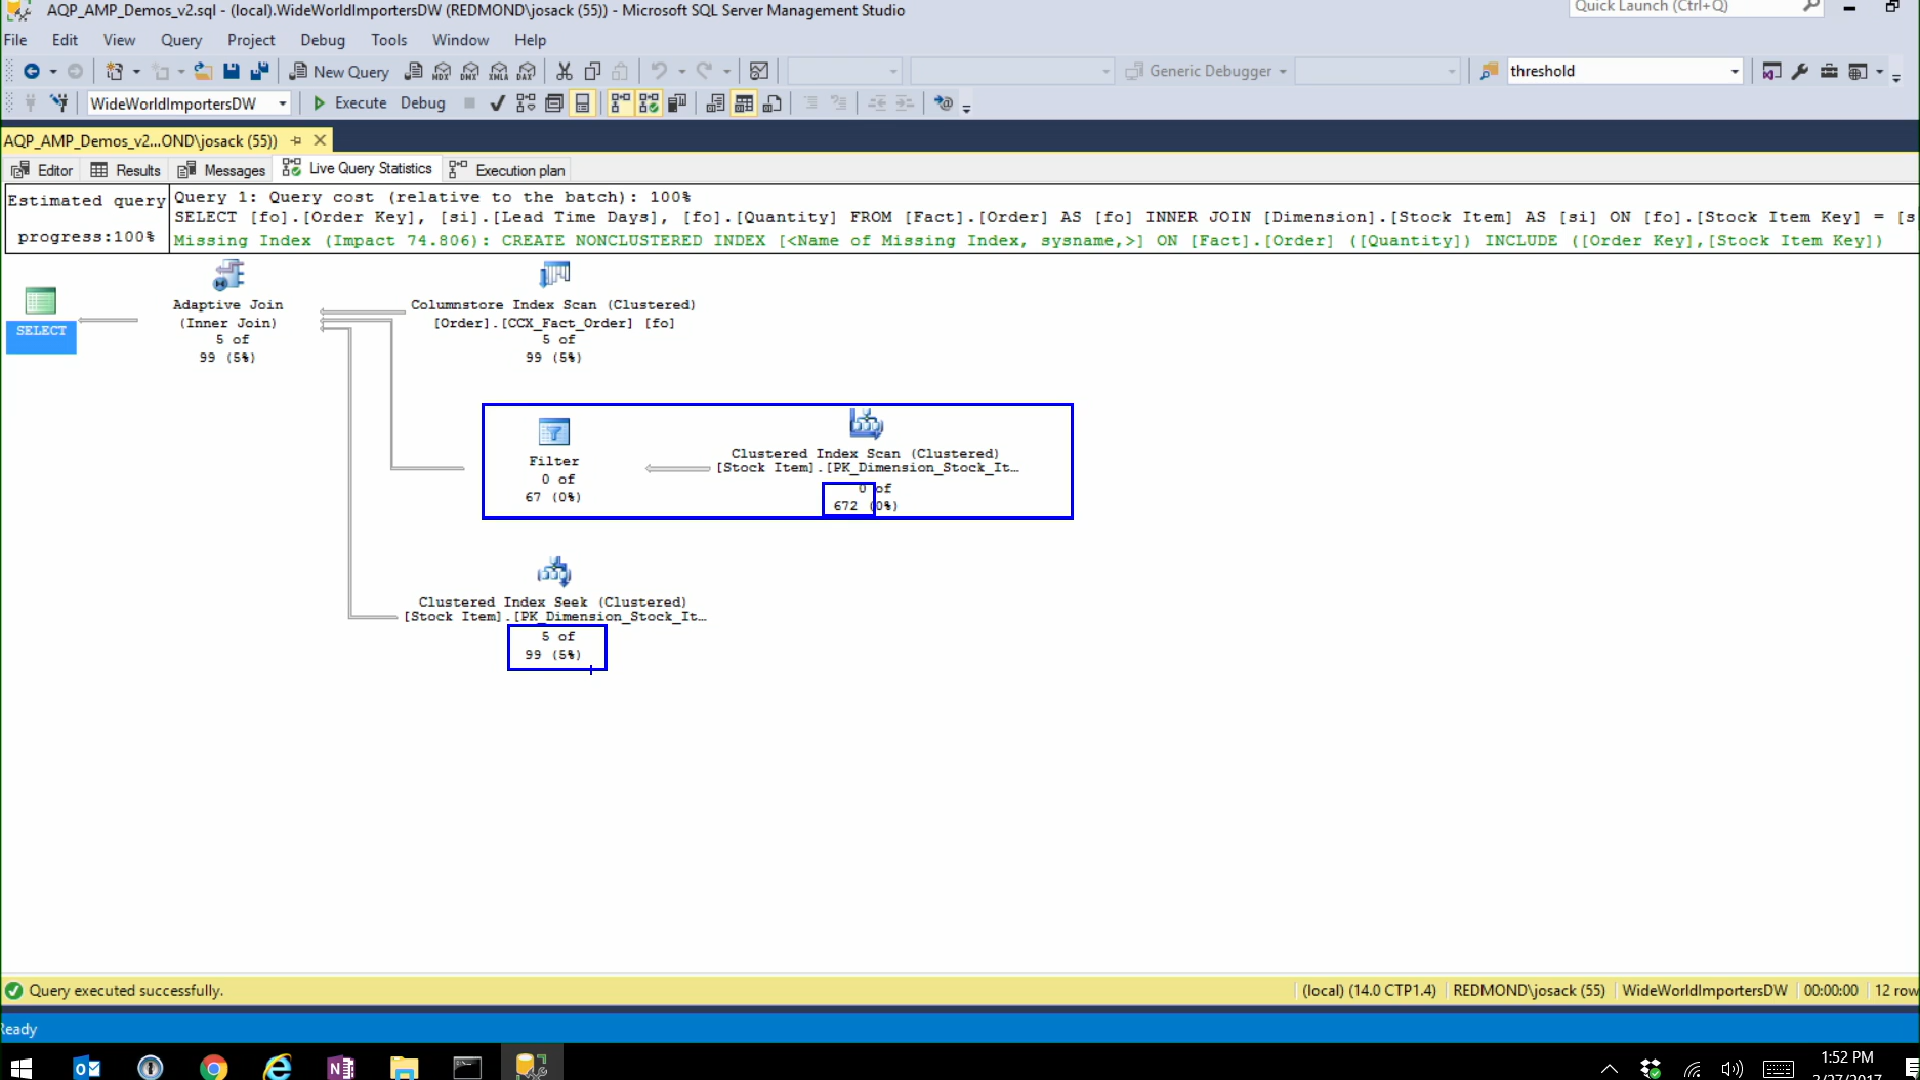 AQP_AMP_Demos_v2.sql - (local).WideWorldImportersDW (REDMOND\josack (55)) - Microsoft SQL Server Management Studio
Quick Launch (Ctrl+Q)
File Edit View Query Project Debug Tools Window Help
New Query MDX DMX XMLA DAX Generic Debugger threshold
WideWorldImportersDW Execute Debug
AQP_AMP_Demos_v2...OND\josack (55))
Editor Results Messages Live Query Statistics Execution plan
Estimated query
progress:100%
Query 1: Query cost (relative to the batch): 100%
SELECT [fo].[Order Key], [si].[Lead Time Days], [fo].[Quantity] FROM [Fact].[Order] AS [fo] INNER JOIN [Dimension].[Stock Item] AS [si] ON [fo].[Stock Item Key] = [s
Missing Index (Impact 74.806): CREATE NONCLUSTERED INDEX [<Name of Missing Index, sysname,>] ON [Fact].[Order] ([Quantity]) INCLUDE ([Order Key],[Stock Item Key])
SELECT
Adaptive Join
(Inner Join)
5 of
99 (5%)
Columnstore Index Scan (Clustered)
[Order].[CCX_Fact_Order] [fo]
5 of
99 (5%)
Filter
0 of
67 (0%)
Clustered Index Scan (Clustered)
[Stock Item].[PK_Dimension_Stock_It...
0 of
672 (0%)
Clustered Index Seek (Clustered)
[Stock Item].[PK_Dimension_Stock_It...
5 of
99 (5%)
Query executed successfully.
(local) (14.0 CTP1.4) REDMOND\josack (55) WideWorldImportersDW 00:00:00 12 row
Ready
1:52 PM